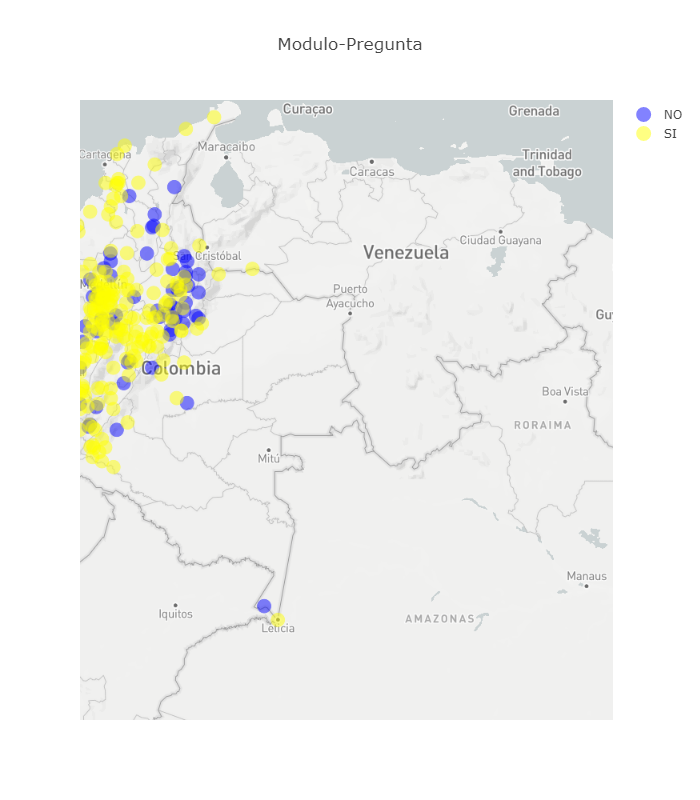 Modulo-Pregunta
NO
SI
Curaçao
Grenada
Cartagena
Maracaibo
Trinidad
and Tobago
Caracas
San Cristóbal
Venezuela
Ciudad Guayana
Puerto
Ayacucho
Colombia
Boa Vista
RORAIMA
Mitú
Manaus
Iquitos
AMAZONAS
Leticia